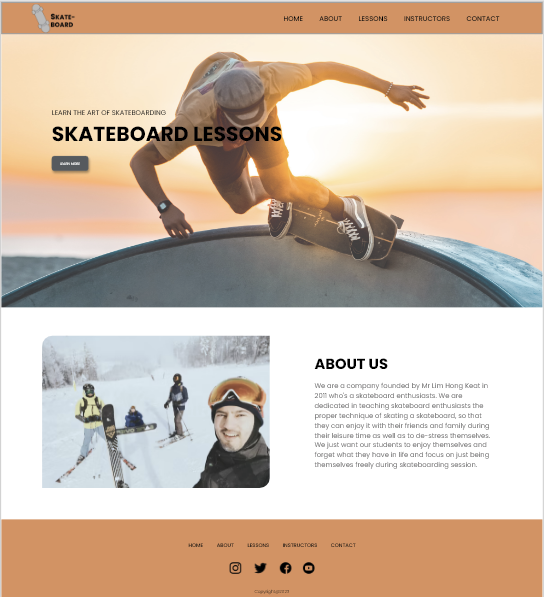 SKATE-
BOARD
HOME ABOUT LESSONS INSTRUCTORS CONTACT
LEARN THE ART OF SKATEBOARDING
SKATEBOARD LESSONS
LEARN MORE
ABOUT US
We are a company founded by Mr Lim Hong Keat in
2011 who's a skateboard enthusiasts. We are
dedicated in teaching skateboard enthusiasts the
proper technique of skating a skateboard, so that
they can enjoy it with their friends and family during
their leisure time as well as to de-stress themselves.
We just want our students to enjoy themselves and
forget what they have in life and focus on just being
themselves freely during skateboarding session.
HOME ABOUT LESSONS INSTRUCTORS CONTACT
Copyright@2023